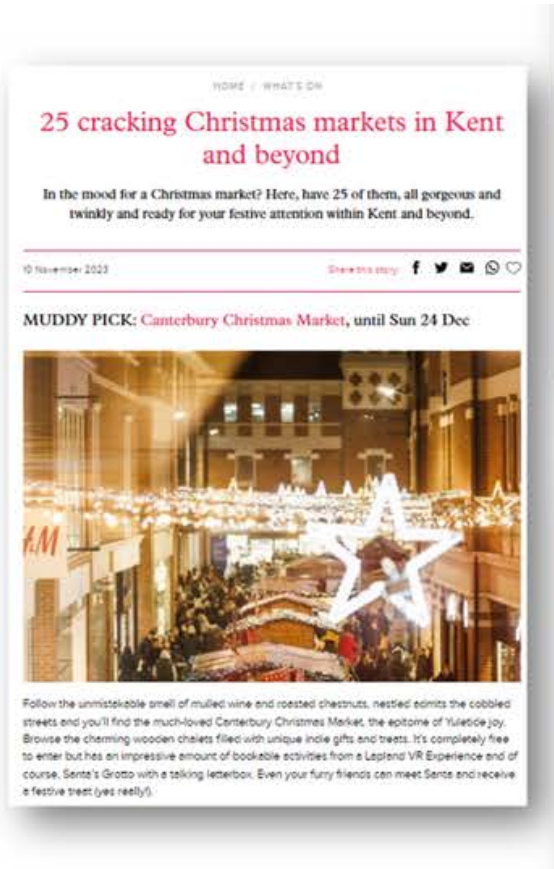 HOME / WHAT'S ON
25 cracking Christmas markets in Kent
and beyond
In the mood for a Christmas market? Here, have 25 of them, all gorgeous and
twinkly and ready for your festive attention within Kent and beyond.
10 November 2023 Share this story
MUDDY PICK: Canterbury Christmas Market, until Sun 24 Dec
&M
Follow the unmistakable smell of mulled wine and roasted chestnuts, nestled admits the cobbled
streets and you'll find the much-loved Canterbury Christmas Market, the epitome of Yuletide joy.
Browse the charming wooden chalets filled with unique indie gifts and treats. It's completely free
to enter but has an impressive amount of bookable activities from a Lapland VR Experience and of
course, Santa's Grotto with a talking letterbox. Even your furry friends can meet Santa and receive
a festive treat (yes really!).